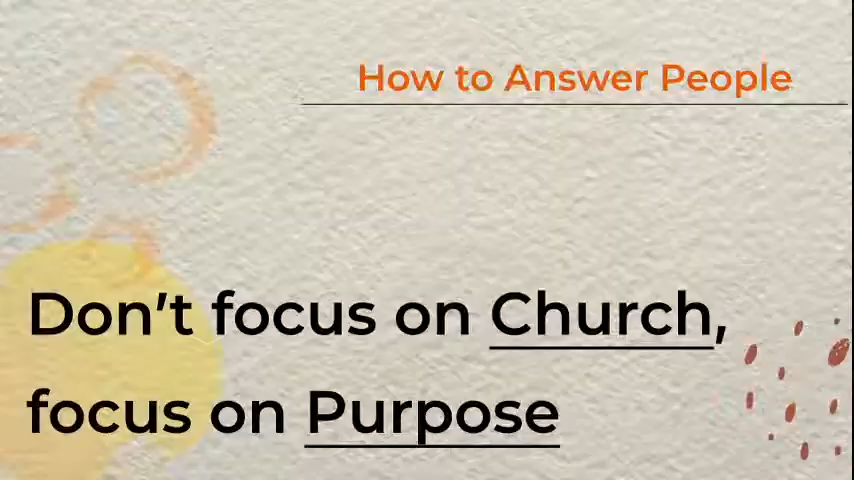 How to Answer People
Don’t focus on Church,
focus on Purpose